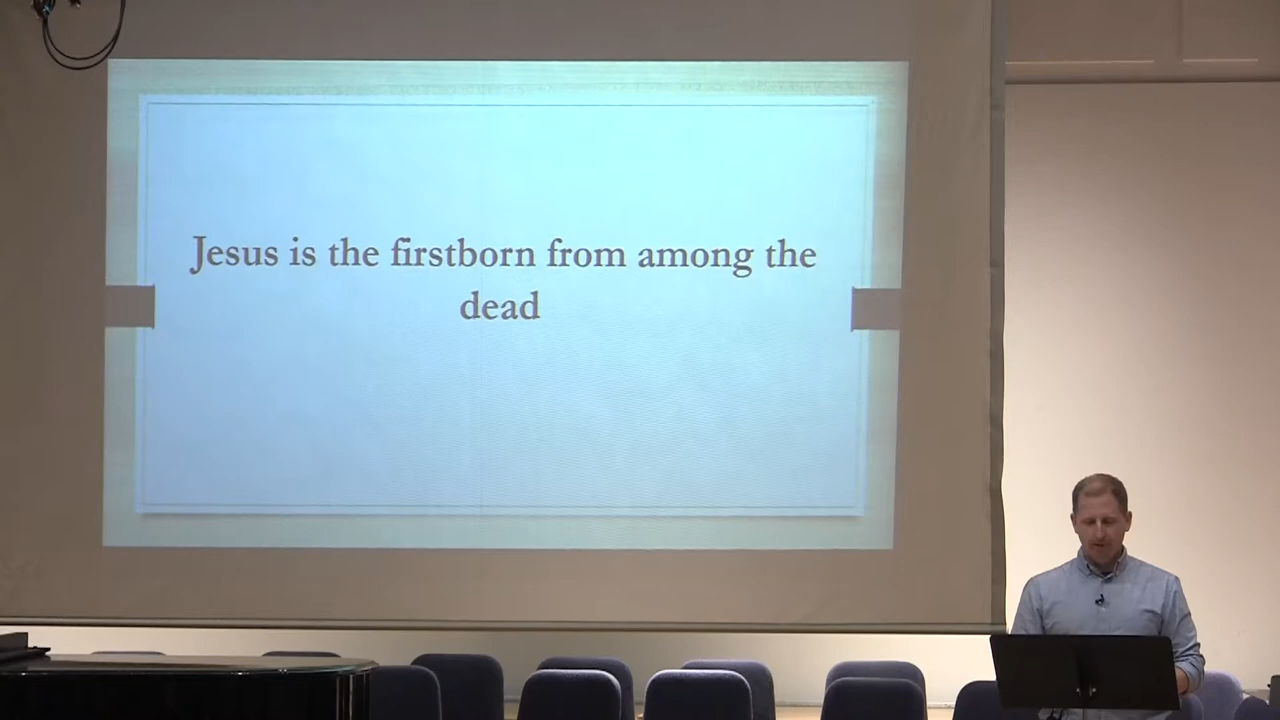 Jesus is the firstborn from among the
dead